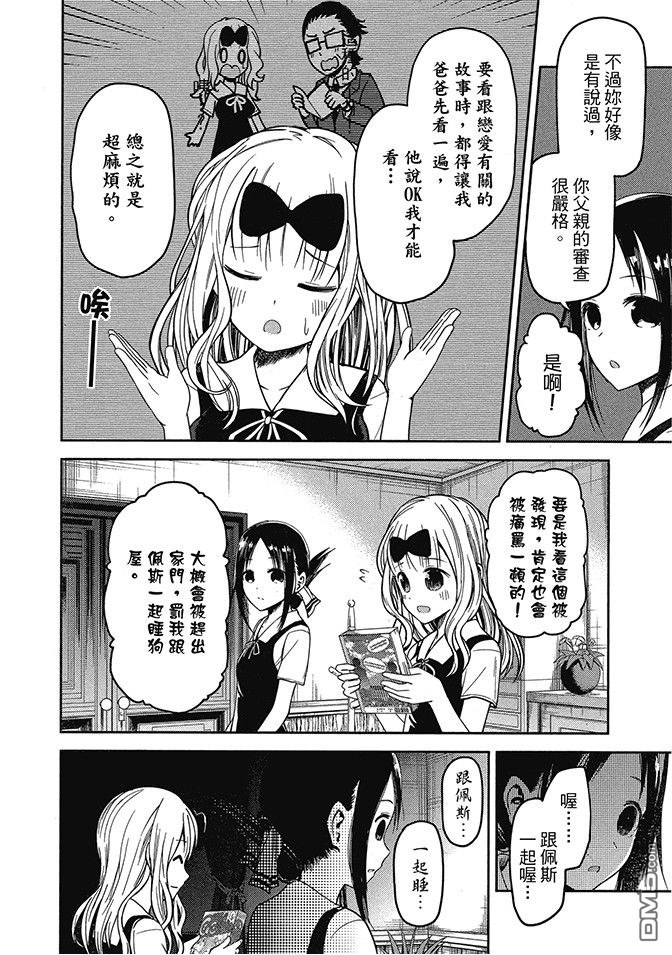 不過妳好像
是有說過，
你父親的審查
很嚴格。
是啊！
要看跟戀愛有關的
故事時，都得讓我
爸爸先看一遍，
他說OK我才能
看…
總之就是
超麻煩的。
唉——
要是我看這個被
發現，肯定也會
被痛罵一頓的！
大概會被趕出
家門，罰我跟
佩斯一起睡狗
屋。
喔……
跟佩斯
一起喔…
跟佩斯…
一起睡…
DM5.com